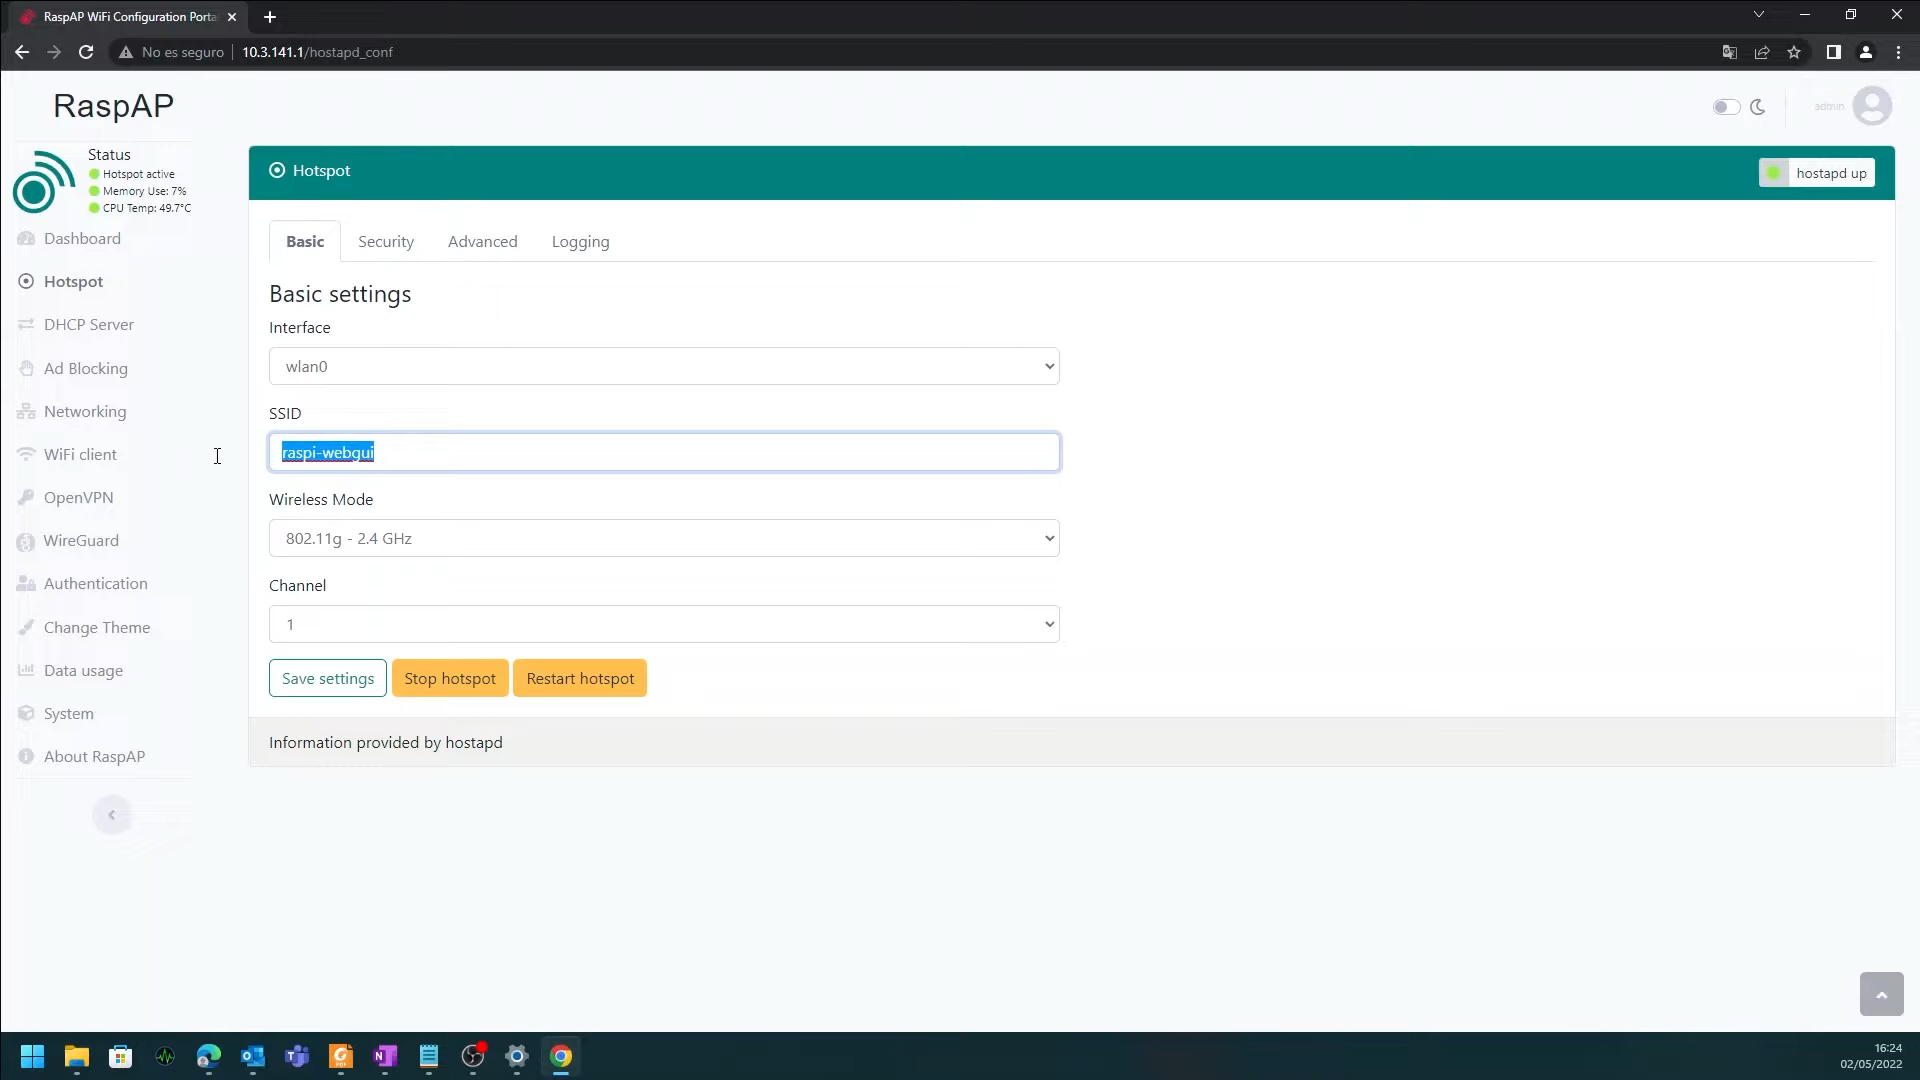 RaspAP WiFi Configuration Porta
No es seguro
10.3.141.1/hostapd_conf
RaspAP
admin
Status
Hotspot active
Memory Use: 7%
CPU Temp: 49.7°C
Dashboard
Hotspot
DHCP Server
Ad Blocking
Networking
WiFi client
OpenVPN
WireGuard
Authentication
Change Theme
Data usage
System
About RaspAP
Hotspot
hostapd up
Basic Security Advanced Logging
Basic settings
Interface
wlan0
SSID
raspi-webgui
Wireless Mode
802.11g - 2.4 GHz
Channel
1
Save settings Stop hotspot Restart hotspot
Information provided by hostapd
16:24
02/05/2022